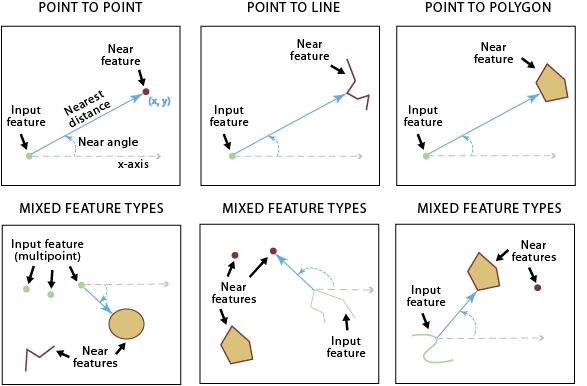 POINT TO POINT
Near
feature
(x, y)
Nearest
distance
Input
feature
Near angle
x-axis
POINT TO LINE
Near
feature
Input
feature
POINT TO POLYGON
Near
feature
Input
feature
MIXED FEATURE TYPES
Input feature
(multipoint)
Near
features
MIXED FEATURE TYPES
Near
features
Input
feature
MIXED FEATURE TYPES
Near
features
Input
feature